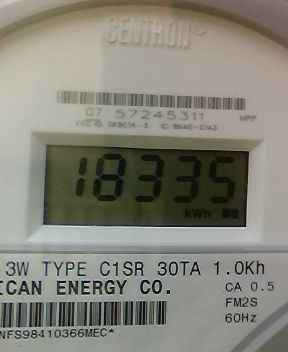 CENTRON®
07 57245311
18335
kWh
3W TYPE C1SR 30TA 1.0Kh
ICAN ENERGY CO.
CA 0.5
FM2S
60Hz
NFS98410366MEC*